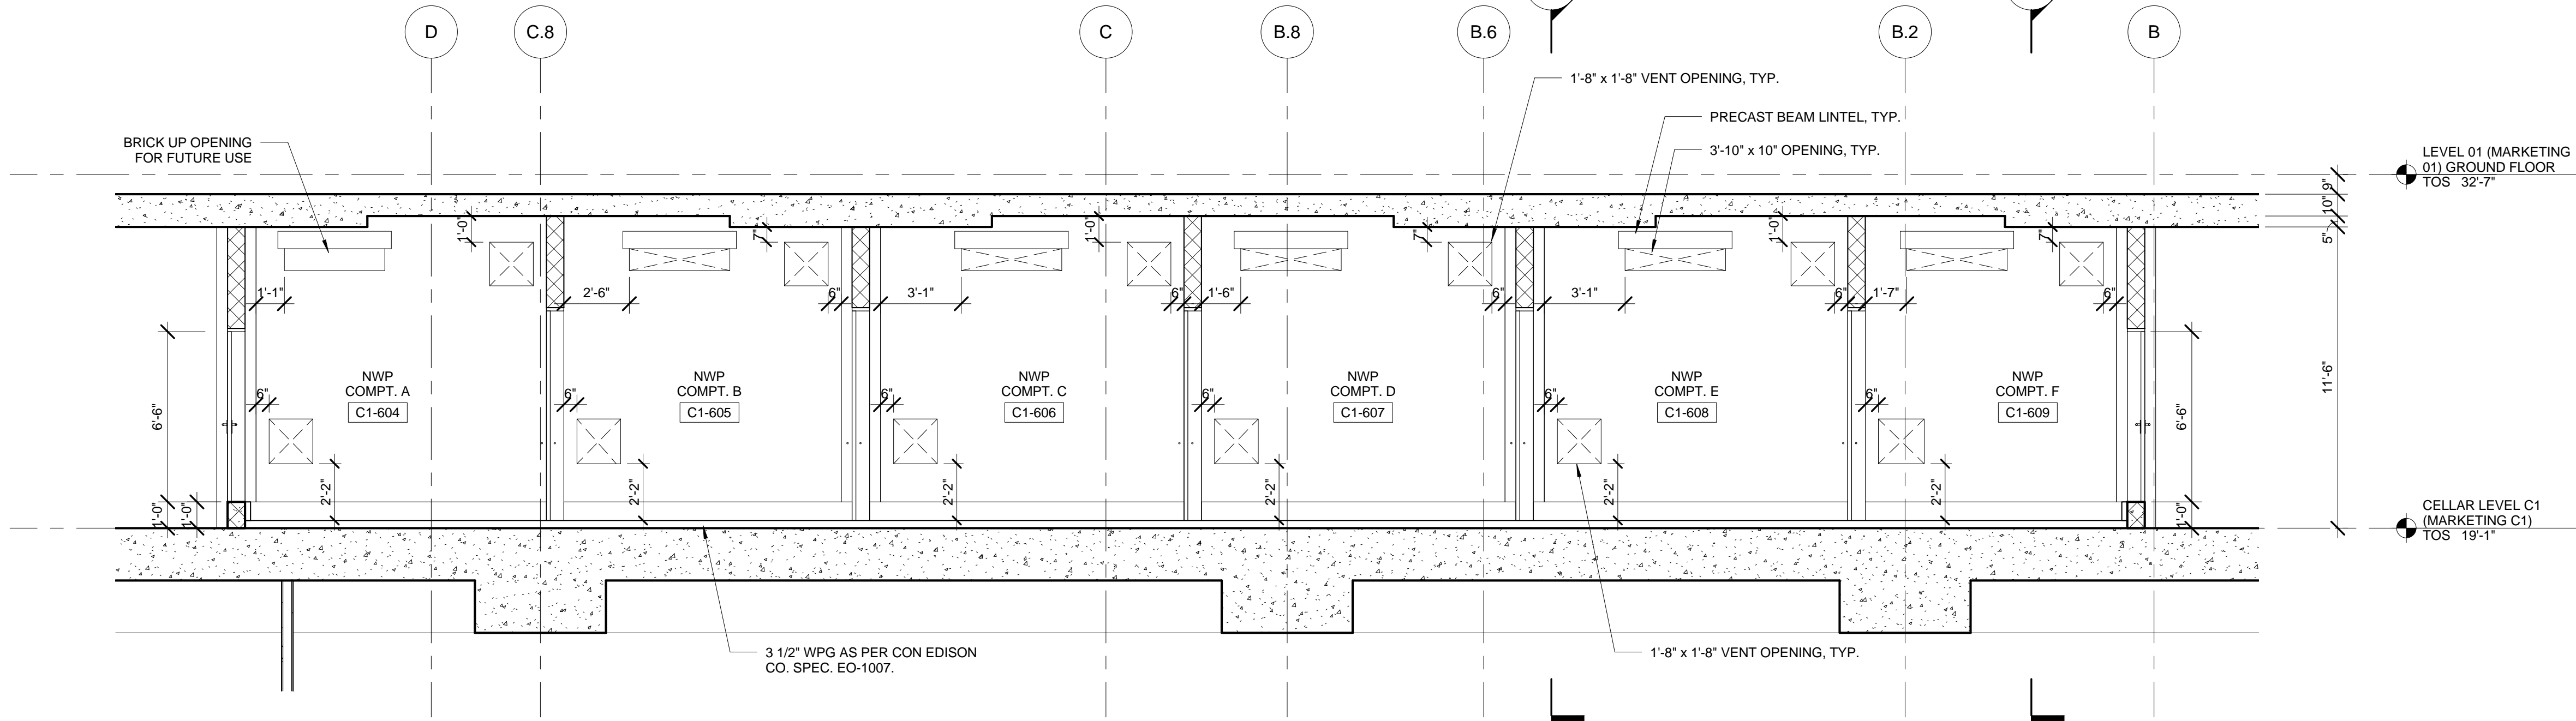 D
C.8
C
B.8
B.6
B.2
B
1'-8" x 1'-8" VENT OPENING, TYP.
PRECAST BEAM LINTEL, TYP.
3'-10" x 10" OPENING, TYP.
BRICK UP OPENING
FOR FUTURE USE
LEVEL 01 (MARKETING
01) GROUND FLOOR
TOS 32'-7"
9"
10"
5"
11'-6"
1'-0"
7"
1'-0"
7"
1'-0"
7"
1'-1"
2'-6"
6"
3'-1"
6"
1'-6"
6"
3'-1"
6"
1'-7"
6"
NWP
COMPT. A
C1-604
NWP
COMPT. B
C1-605
NWP
COMPT. C
C1-606
NWP
COMPT. D
C1-607
NWP
COMPT. E
C1-608
NWP
COMPT. F
C1-609
6'-6"
6"
6"
6"
6"
6"
6"
6'-6"
1'-0"
1'-0"
2'-2"
2'-2"
2'-2"
2'-2"
2'-2"
2'-2"
1'-0"
CELLAR LEVEL C1
(MARKETING C1)
TOS 19'-1"
3 1/2" WPG AS PER CON EDISON
CO. SPEC. EO-1007.
1'-8" x 1'-8" VENT OPENING, TYP.